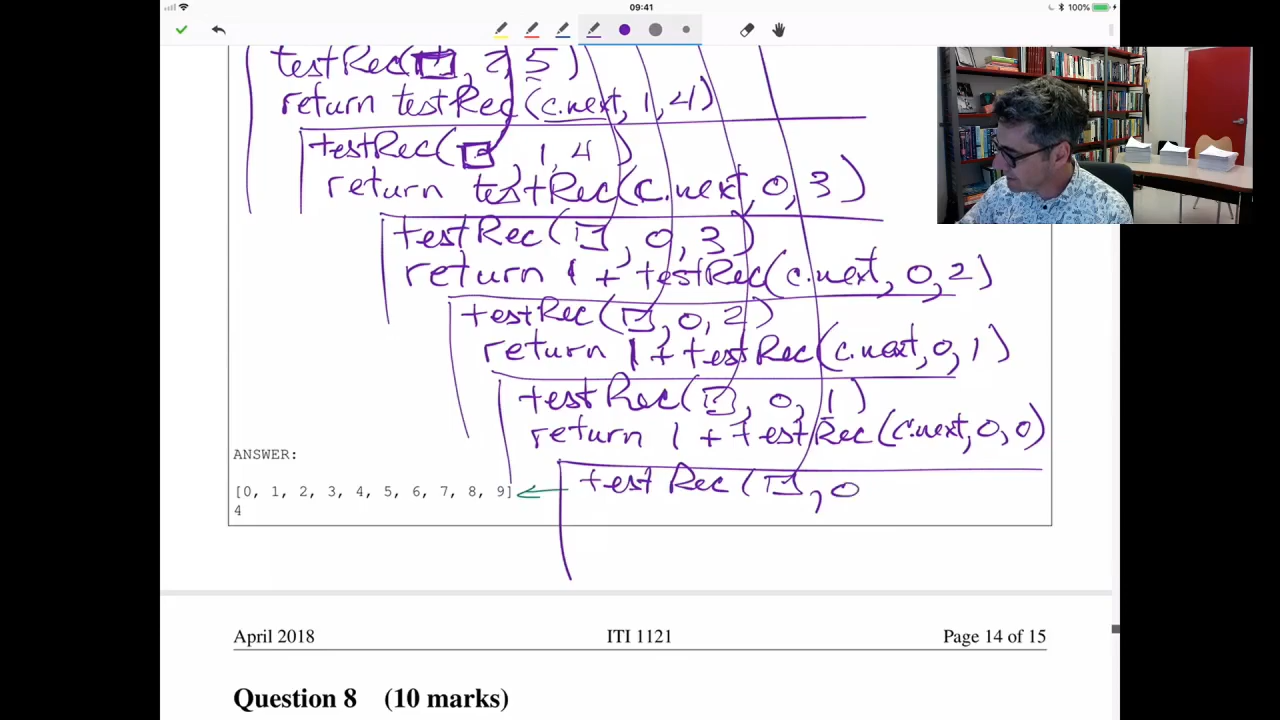 09:41
100%
testRec(□, 2, 5)
return testRec(c.next, 1, 4)
testRec(□, 1, 4)
return testRec(c.next, 0, 3)
testRec(□, 0, 3)
return 1 + testRec(c.next, 0, 2)
testRec(□, 0, 2)
return 1 + testRec(c.next, 0, 1)
testRec(□, 0, 1)
return 1 + testRec(c.next, 0, 0)
testRec(□, 0
ANSWER:
[0, 1, 2, 3, 4, 5, 6, 7, 8, 9]
4
April 2018 ITI 1121 Page 14 of 15
Question 8 (10 marks)